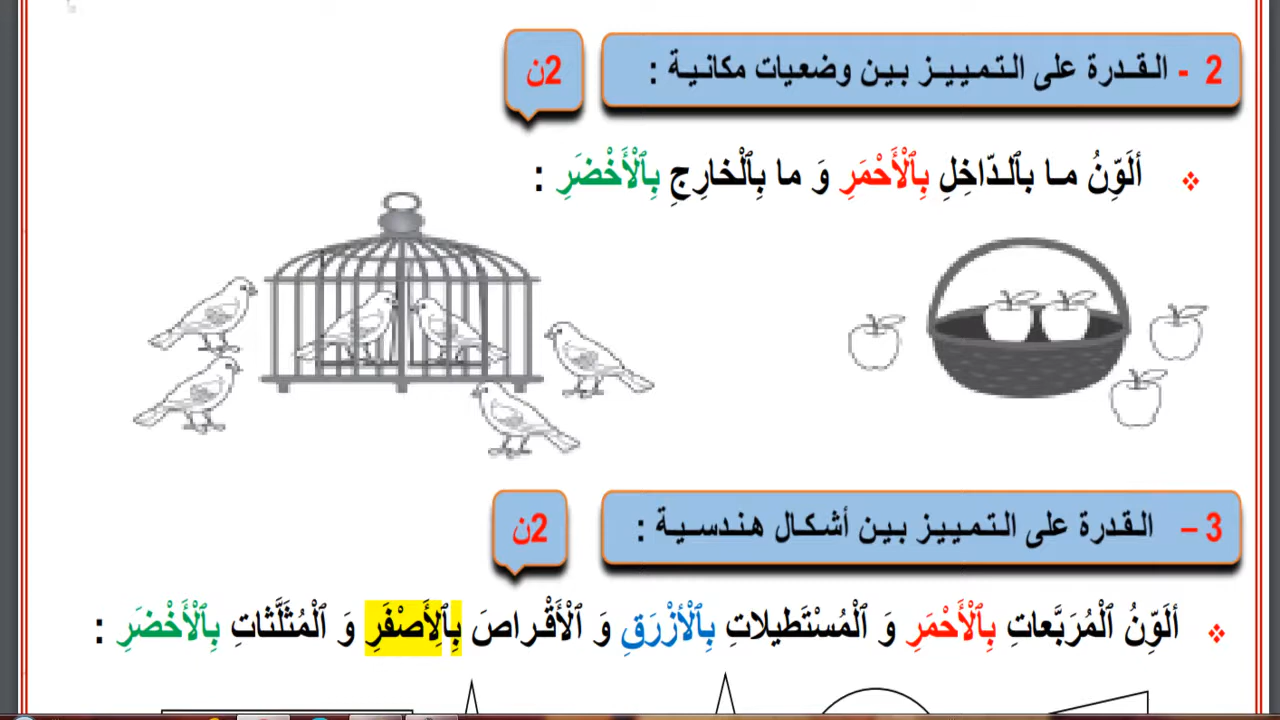 2 - القدرة على التمييز بين وضعيات مكانية : 2ن
❖ أُلَوِّنُ ما بٱلدّاخِلِ بِٱلْأَحْمَرِ وَ ما بِٱلْخارِجِ بِٱلْأَخْضَرِ :
3 – القدرة على التمييز بين أشكال هندسية : 2ن
❖ أُلَوِّنُ ٱلْمُرَبَّعاتِ بِٱلْأَحْمَرِ وَ ٱلْمُسْتَطيلاتِ بِٱلْأَزْرَقِ وَ ٱلْأَقْراصَ بِٱلِأَصْفَرِ وَ ٱلْمُثَلَّثاتِ بِٱلْأَخْضَرِ :